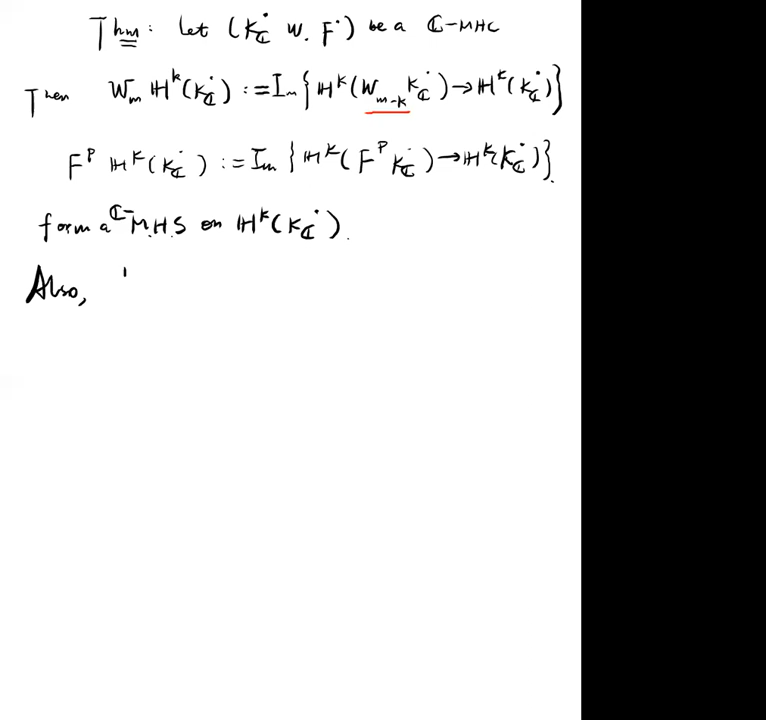 Thm: Let (K_ℂ^• W. F^•) be a ℂ-MHC
Then W_m ℍ^k(K_ℂ^•) := Im{ℍ^k(W_{m-k} K_ℂ^•) → ℍ^k(K_ℂ^•)}
F^p ℍ^k(K_ℂ^•) := Im {ℍ^k(F^p K_ℂ^•) → ℍ^k(K_ℂ^•)}.
form a ℂ-M.H.S on ℍ^k(K_ℂ^•).
Also,